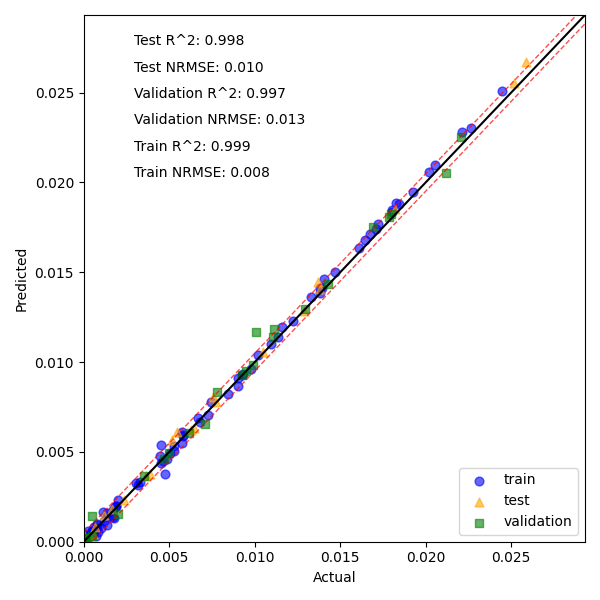 Test R^2: 0.998
Test NRMSE: 0.010
Validation R^2: 0.997
Validation NRMSE: 0.013
Train R^2: 0.999
Train NRMSE: 0.008
0.025
0.020
0.015
0.010
0.005
0.000
Predicted
0.000 0.005 0.010 0.015 0.020 0.025
Actual
train
test
validation